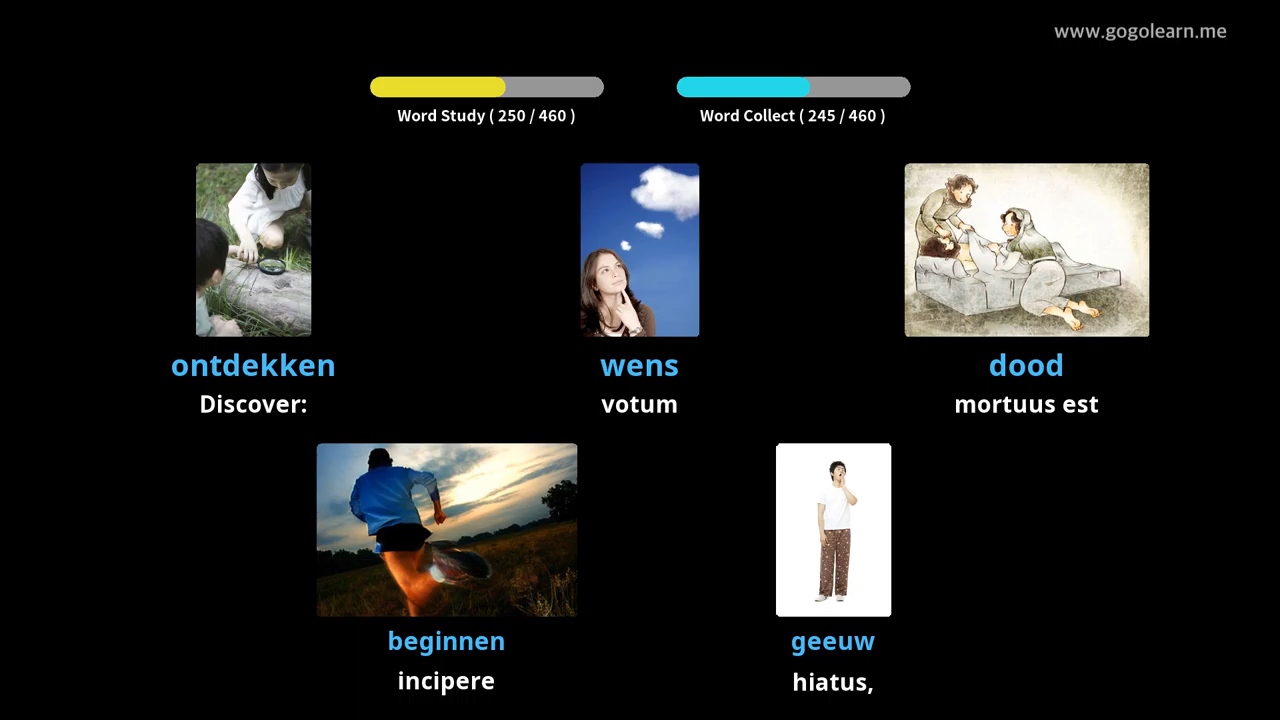 www.gogolearn.me
Word Study ( 250 / 460 )
Word Collect ( 245 / 460 )
ontdekken
Discover:
wens
votum
dood
mortuus est
beginnen
incipere
geeuw
hiatus,